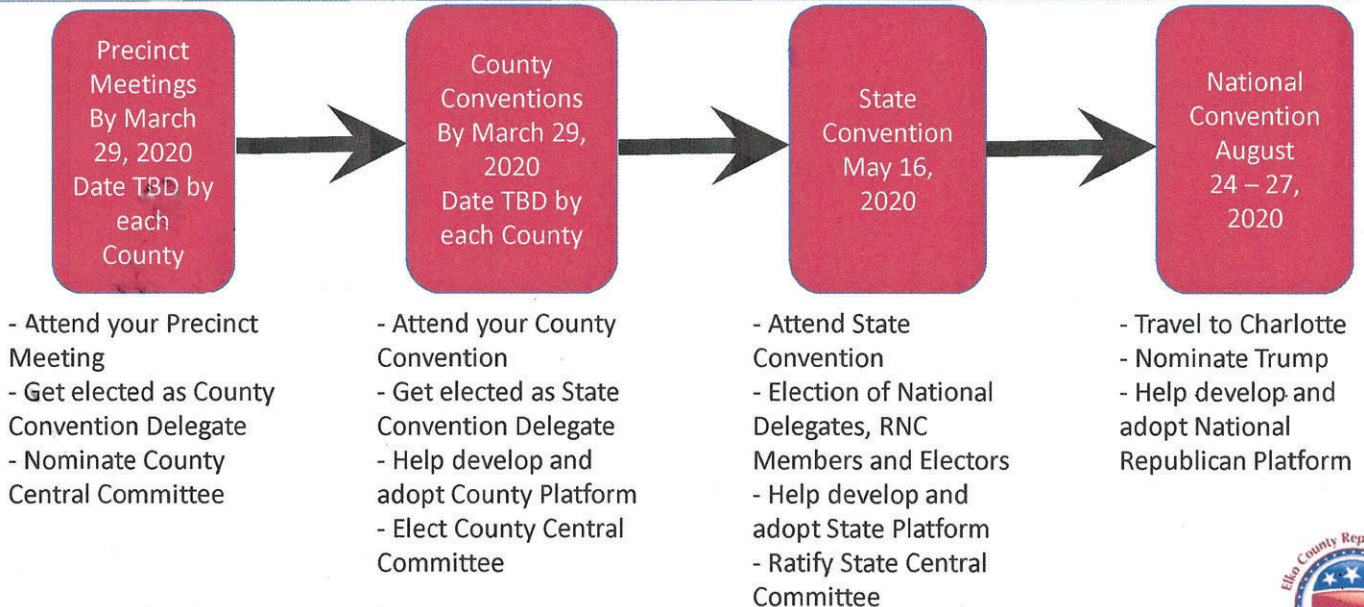 Precinct
Meetings
By March
29, 2020
Date TBD by
each
County
County
Conventions
By March 29,
2020
Date TBD by
each County
State
Convention
May 16,
2020
National
Convention
August
24 – 27,
2020
- Attend your Precinct
Meeting
- Get elected as County
Convention Delegate
- Nominate County
Central Committee
- Attend your County
Convention
- Get elected as State
Convention Delegate
- Help develop and
adopt County Platform
- Elect County Central
Committee
- Attend State
Convention
- Election of National
Delegates, RNC
Members and Electors
- Help develop and
adopt State Platform
- Ratify State Central
Committee
- Travel to Charlotte
- Nominate Trump
- Help develop and
adopt National
Republican Platform
Elko County Rep